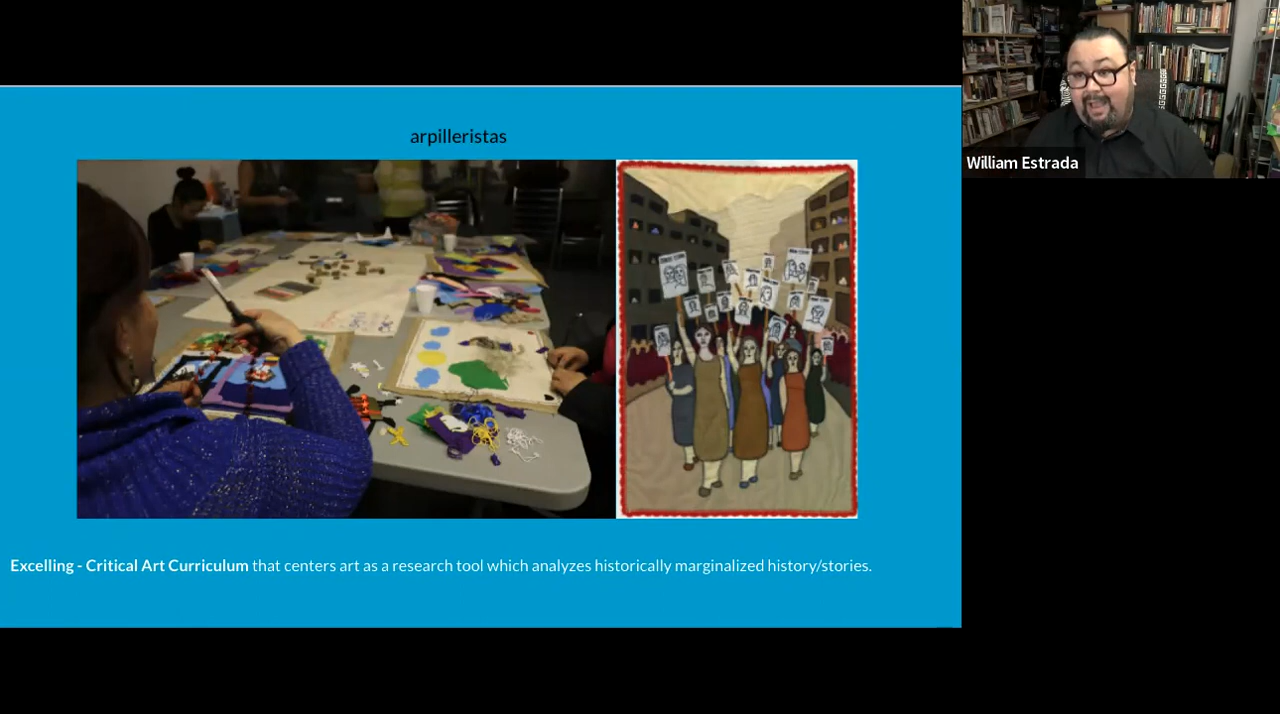 arpilleristas
William Estrada
Excelling - Critical Art Curriculum that centers art as a research tool which analyzes historically marginalized history/stories.